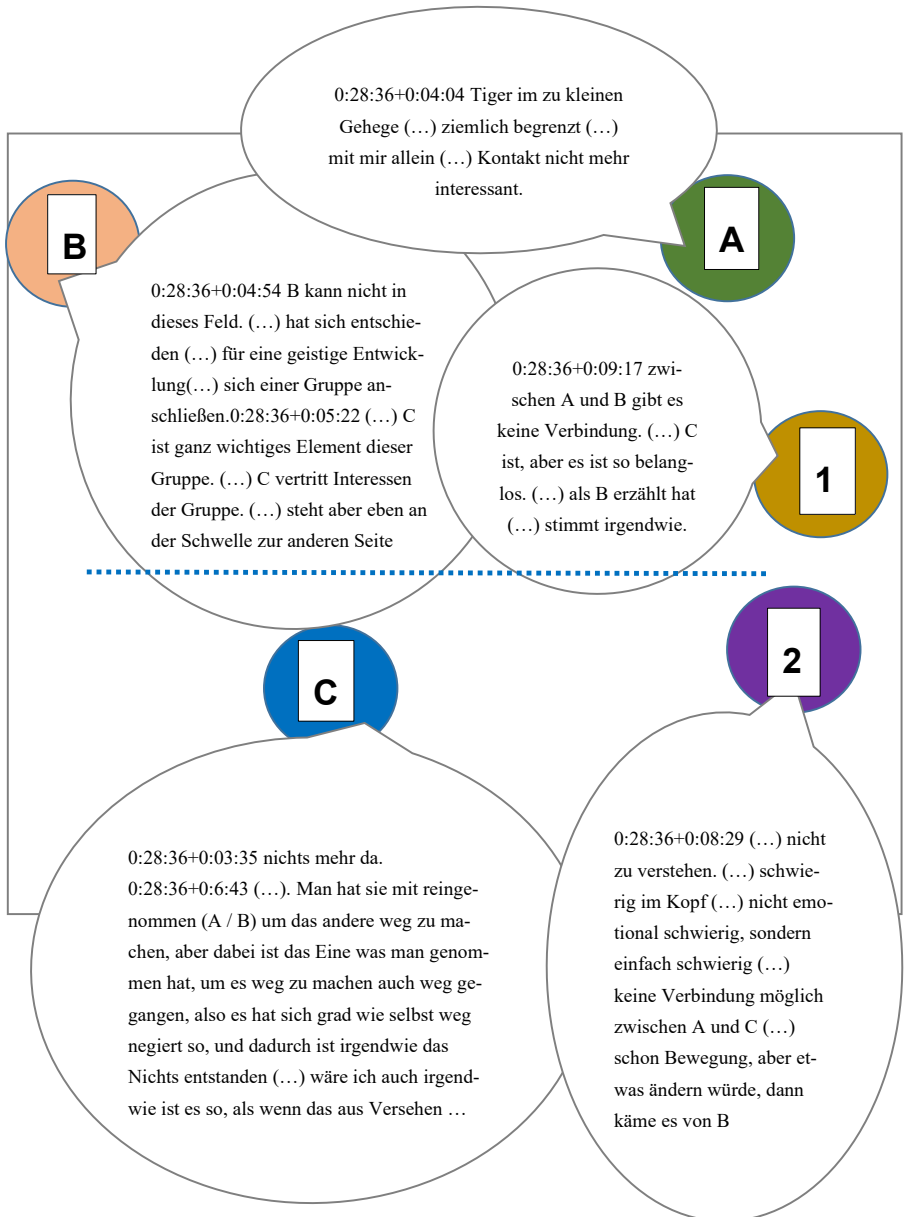 0:28:36+0:04:04 Tiger im zu kleinen
Gehege (…) ziemlich begrenzt (…)
mit mir allein (…) Kontakt nicht mehr
interessant.
B
A
0:28:36+0:04:54 B kann nicht in
dieses Feld. (…) hat sich entschie-
den (…) für eine geistige Entwick-
lung(…) sich einer Gruppe an-
schließen.0:28:36+0:05:22 (…) C
ist ganz wichtiges Element dieser
Gruppe. (…) C vertritt Interessen
der Gruppe. (…) steht aber eben an
der Schwelle zur anderen Seite
0:28:36+0:09:17 zwi-
schen A und B gibt es
keine Verbindung. (…) C
ist, aber es ist so belang-
los. (…) als B erzählt hat
(…) stimmt irgendwie.
1
2
C
0:28:36+0:03:35 nichts mehr da.
0:28:36+0:6:43 (…). Man hat sie mit reinge-
nommen (A / B) um das andere weg zu ma-
chen, aber dabei ist das Eine was man genom-
men hat, um es weg zu machen auch weg ge-
gangen, also es hat sich grad wie selbst weg
negiert so, und dadurch ist irgendwie das
Nichts entstanden (…) wäre ich auch irgend-
wie ist es so, als wenn das aus Versehen …
0:28:36+0:08:29 (…) nicht
zu verstehen. (…) schwie-
rig im Kopf (…) nicht emo-
tional schwierig, sondern
einfach schwierig (…)
keine Verbindung möglich
zwischen A und C (…)
schon Bewegung, aber et-
was ändern würde, dann
käme es von B